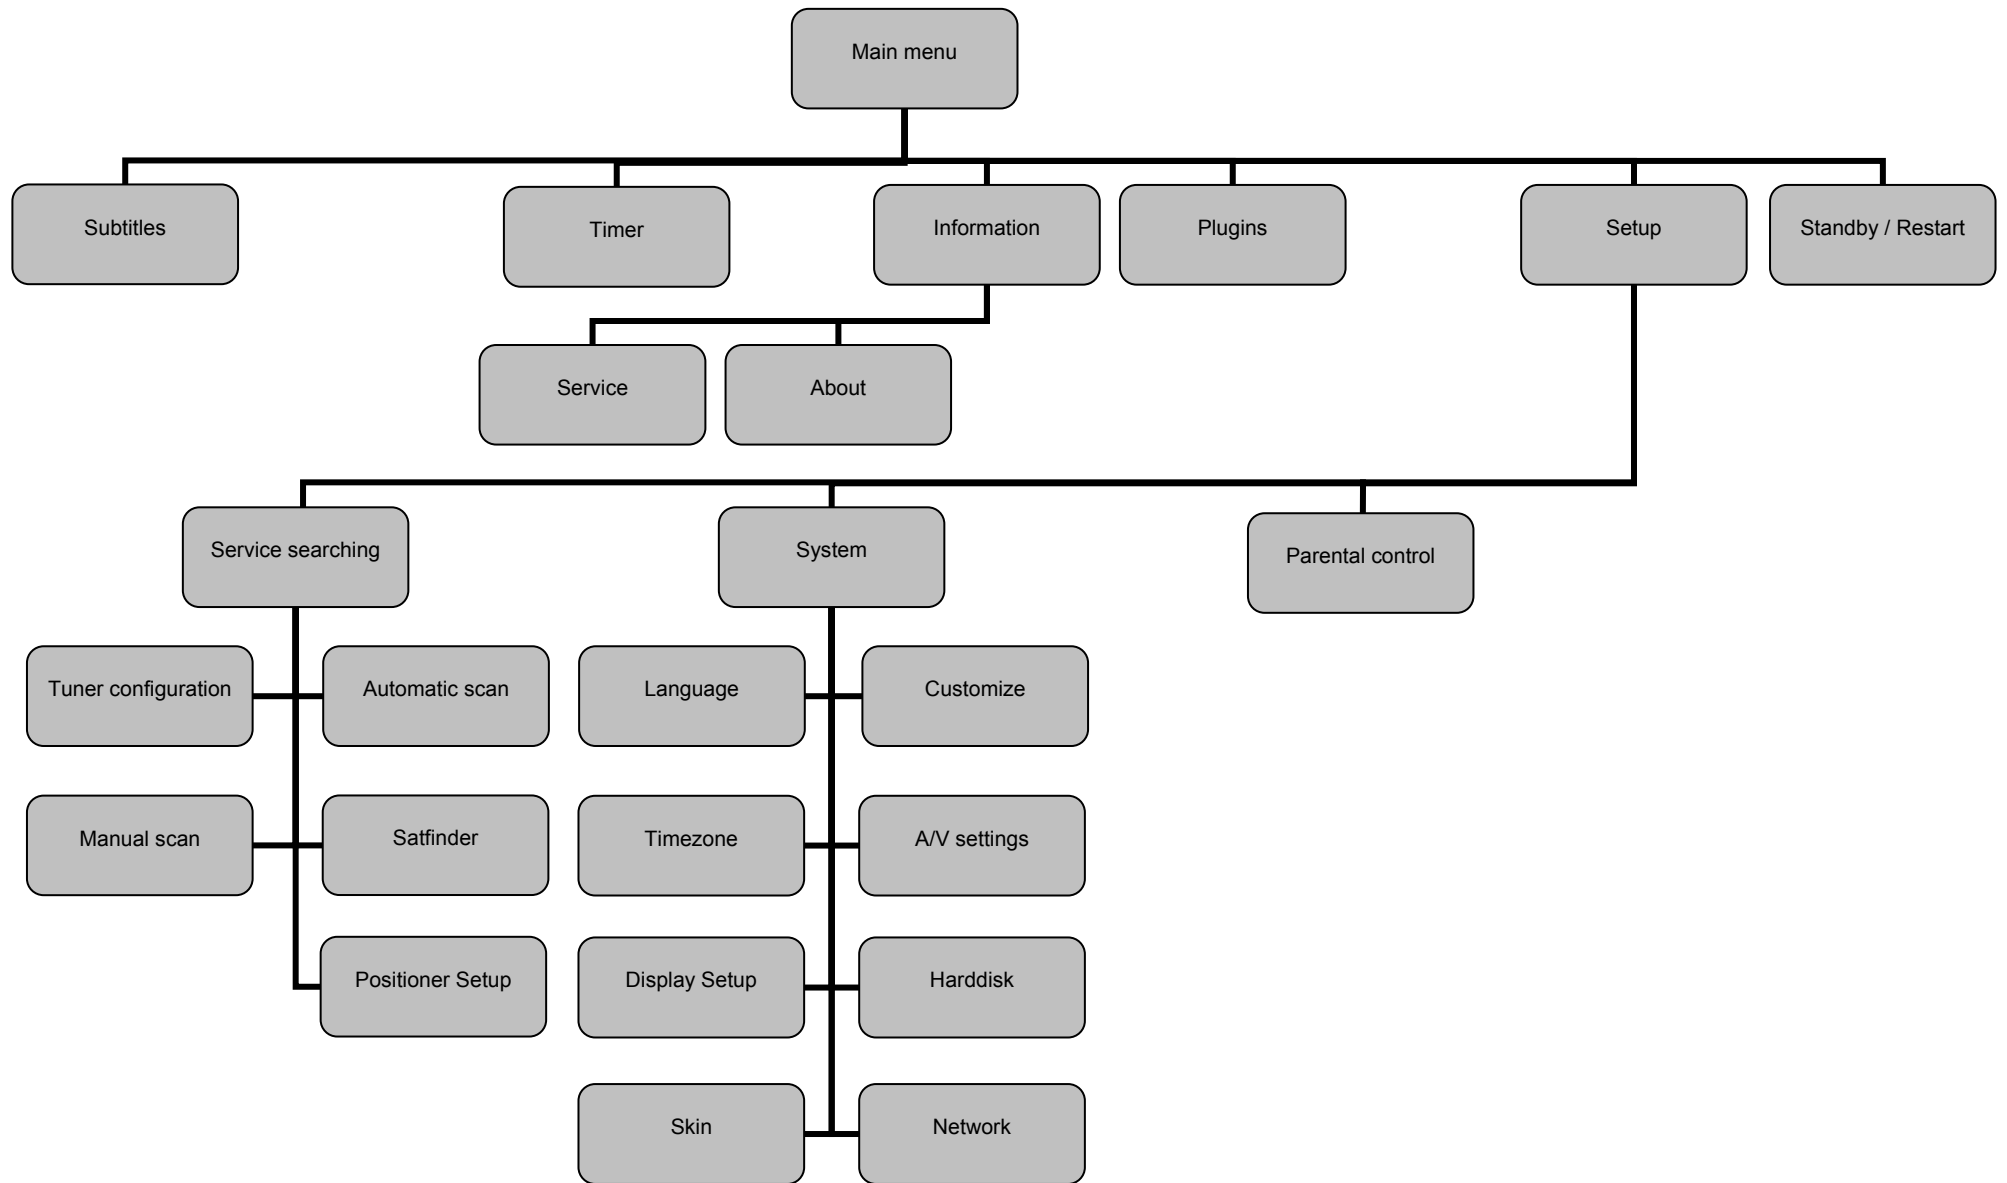 Main menu
Subtitles
Timer
Information
Plugins
Setup
Standby / Restart
Service
About
Service searching
System
Parental control
Tuner configuration
Automatic scan
Language
Customize
Manual scan
Satfinder
Timezone
A/V settings
Positioner Setup
Display Setup
Harddisk
Skin
Network